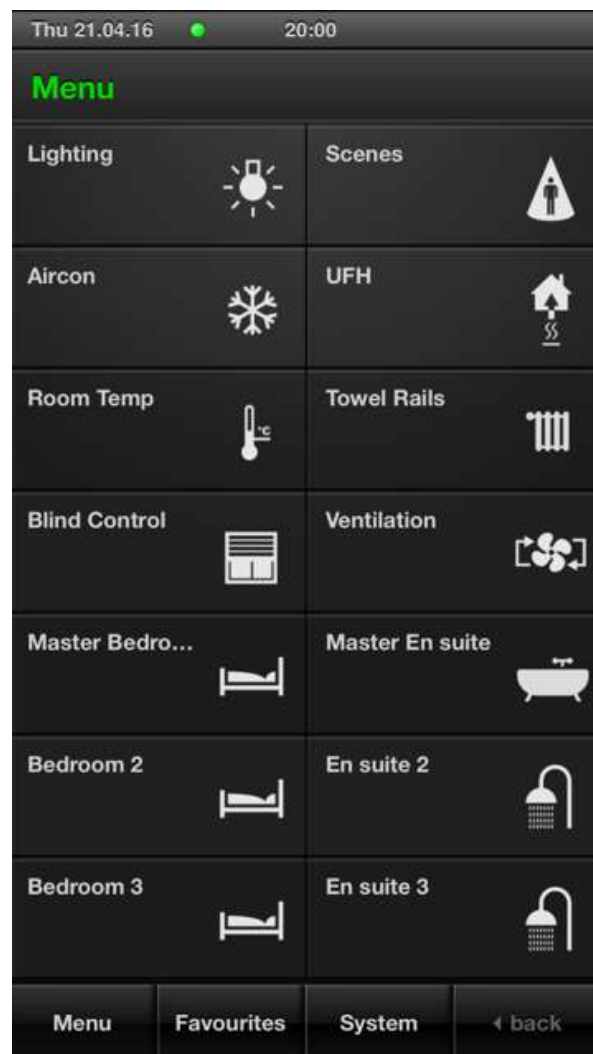 Thu 21.04.16 20:00
Menu
Lighting Scenes
Aircon UFH
Room Temp Towel Rails
°C
Blind Control Ventilation
Master Bedro... Master En suite
Bedroom 2 En suite 2
Bedroom 3 En suite 3
Menu Favourites System back